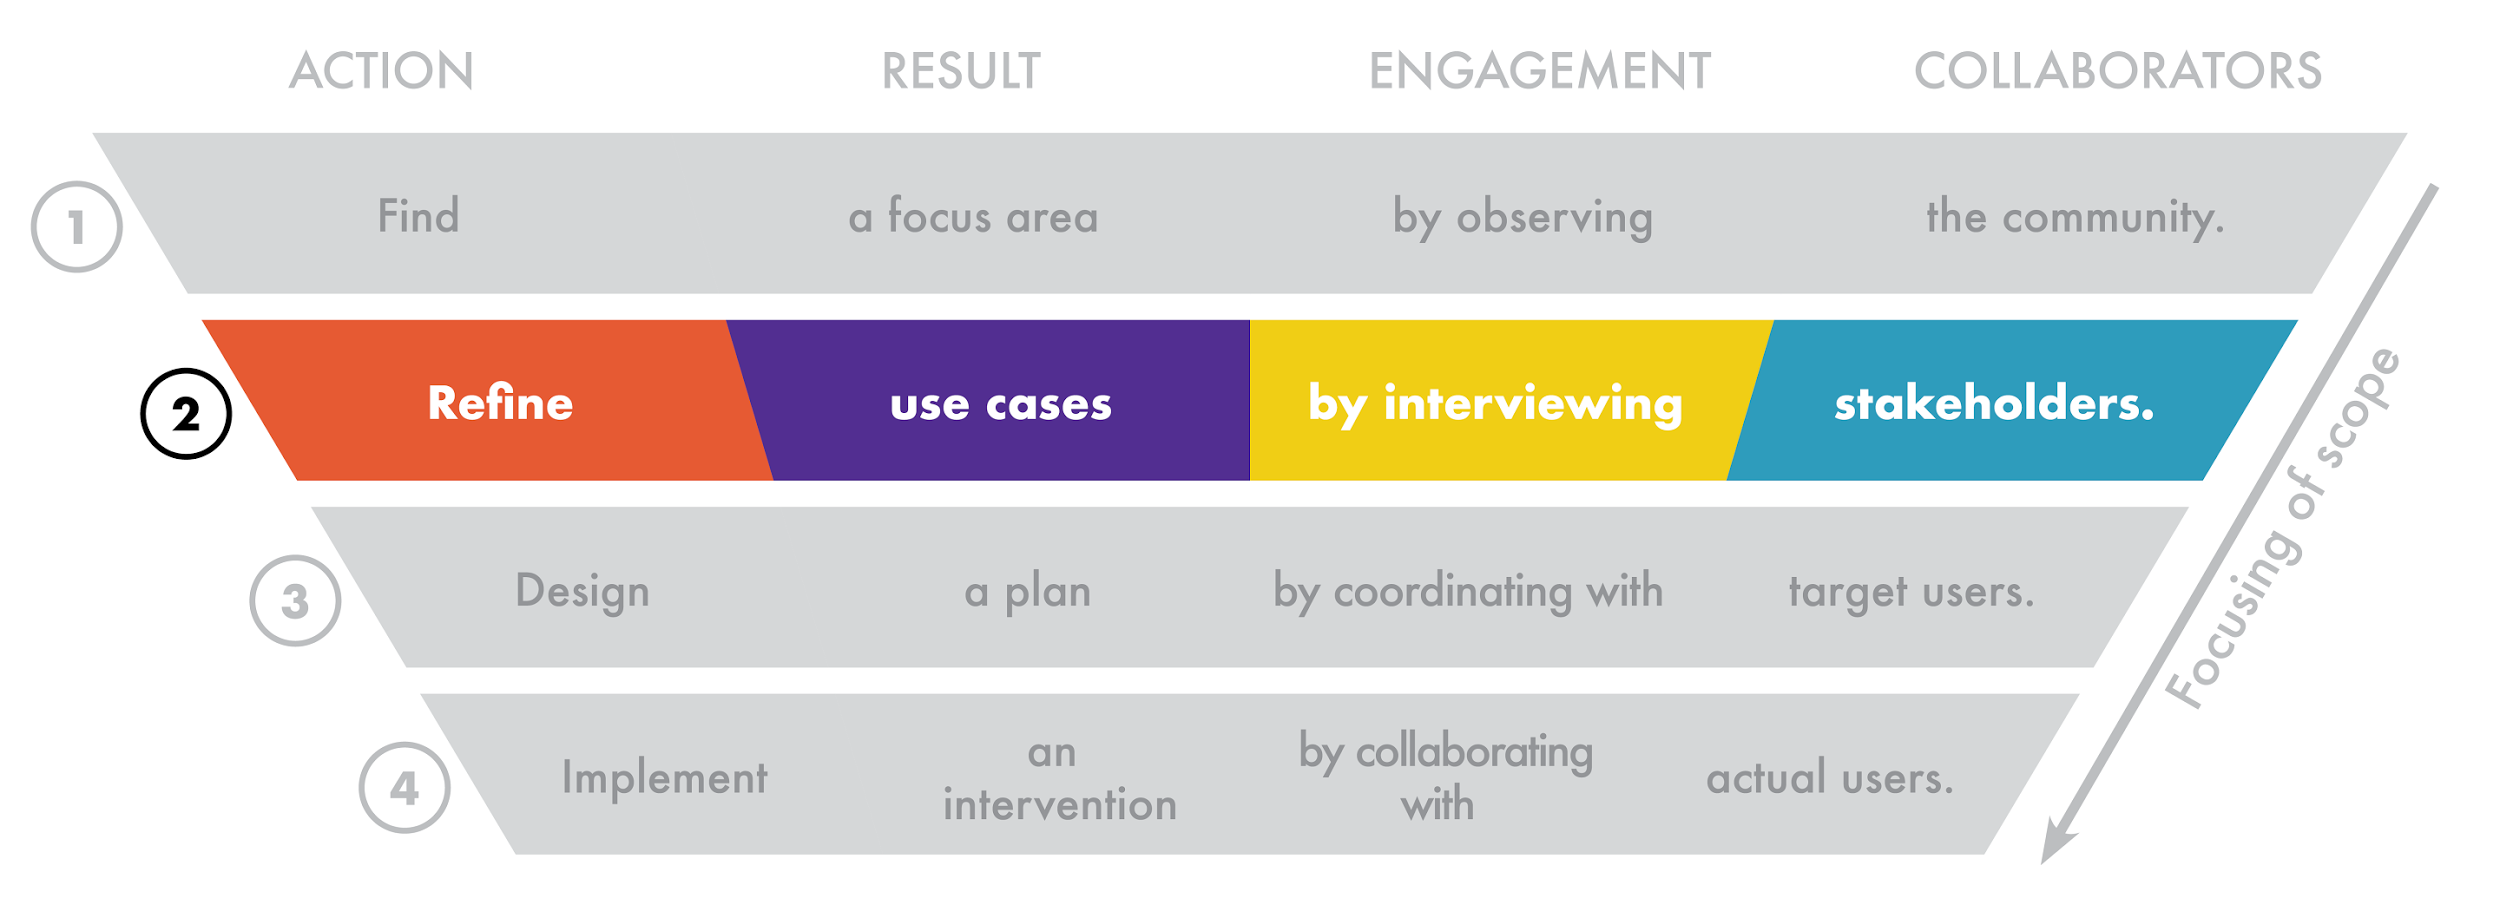 ACTION RESULT ENGAGEMENT COLLABORATORS
1 Find a focus area by observing the community.
2 Refine use cases by interviewing stakeholders.
3 Design a plan by coordinating with target users.
4 Implement an intervention by collaborating with actual users.
Focusing of scope